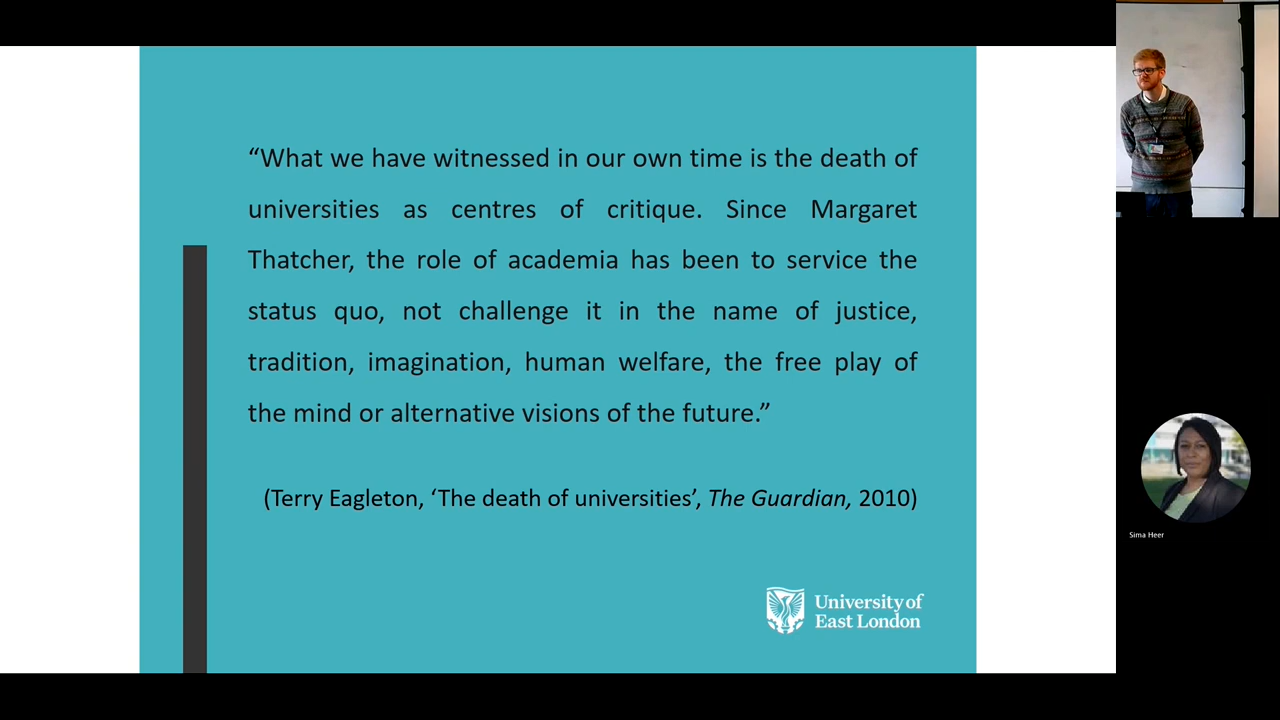 “What we have witnessed in our own time is the death of
universities as centres of critique. Since Margaret
Thatcher, the role of academia has been to service the
status quo, not challenge it in the name of justice,
tradition, imagination, human welfare, the free play of
the mind or alternative visions of the future.”
(Terry Eagleton, ‘The death of universities’, The Guardian, 2010)
University of
East London
Sima Heer